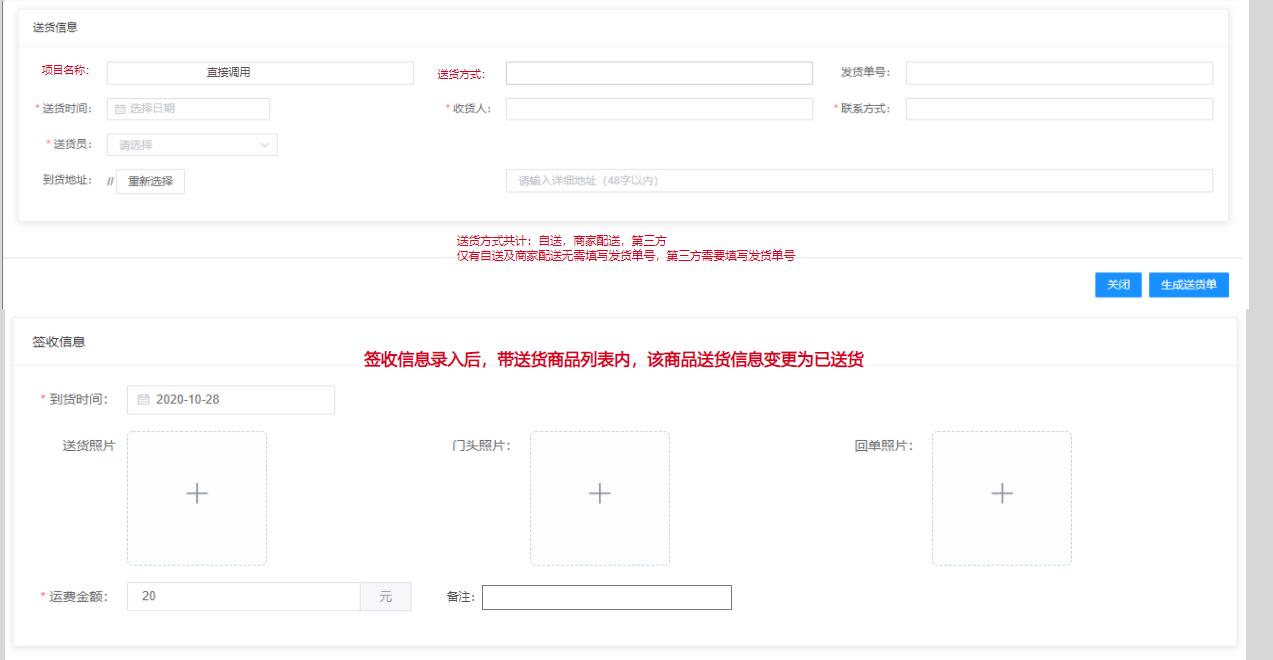 送货信息
项目名称: 直接调用 送货方式: 发货单号:
* 送货时间: 选择日期 * 收货人: * 联系方式:
* 送货员: 请选择
到货地址: // 重新选择 请输入详细地址（48字以内）
送货方式共计：自送，商家配送，第三方
仅有自送及商家配送无需填写发货单号，第三方需要填写发货单号
关闭 生成送货单
签收信息
签收信息录入后，带送货商品列表内，该商品送货信息变更为已送货
* 到货时间: 2020-10-28
送货照片 门头照片: 回单照片:
* 运费金额: 20 元 备注: